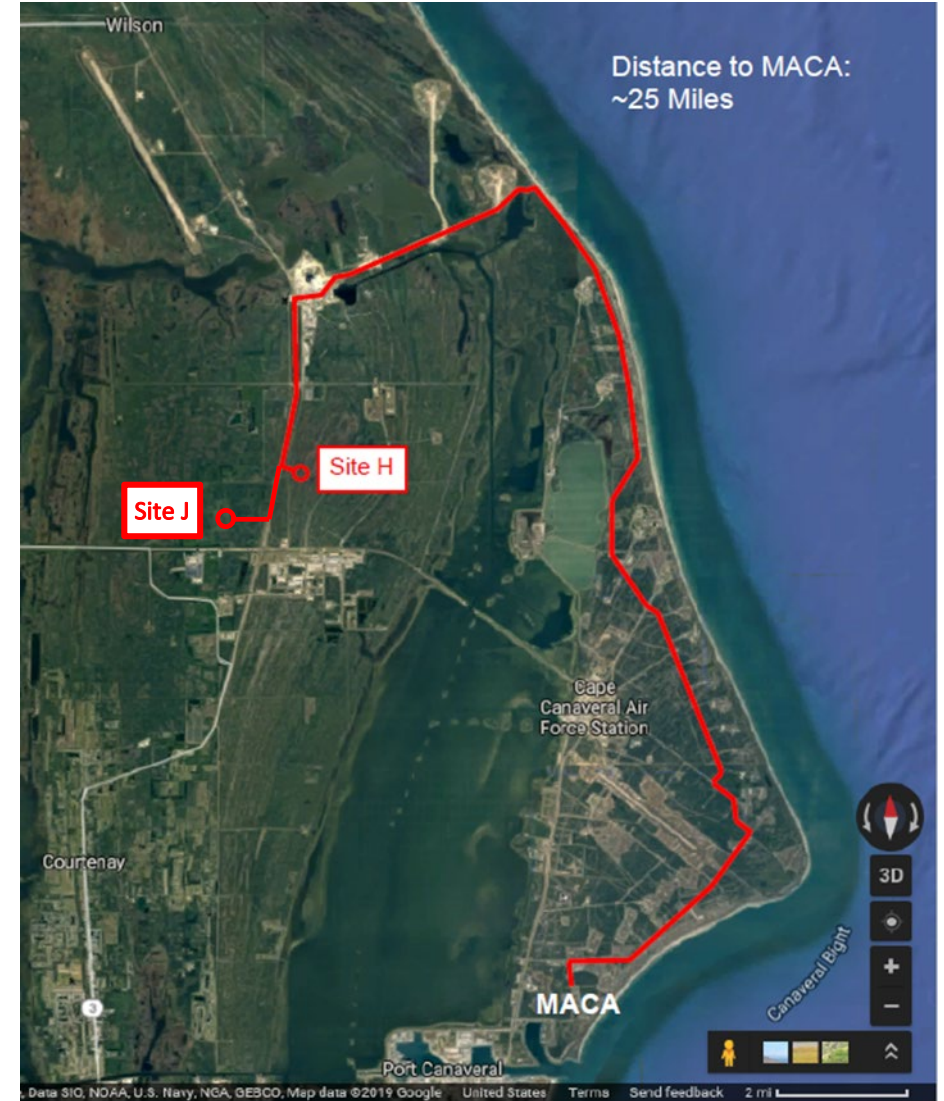 Wilson
Distance to MACA:
~25 Miles
Site H
Site J
Cape
Canaveral Air
Force Station
Courtenay
3D
Canaveral Bight
3
MACA
Port Canaveral
, Data SIO, NOAA, U.S. Navy, NGA, GEBCO, Map data ©2019 Google United States Terms Send feedback 2 mi